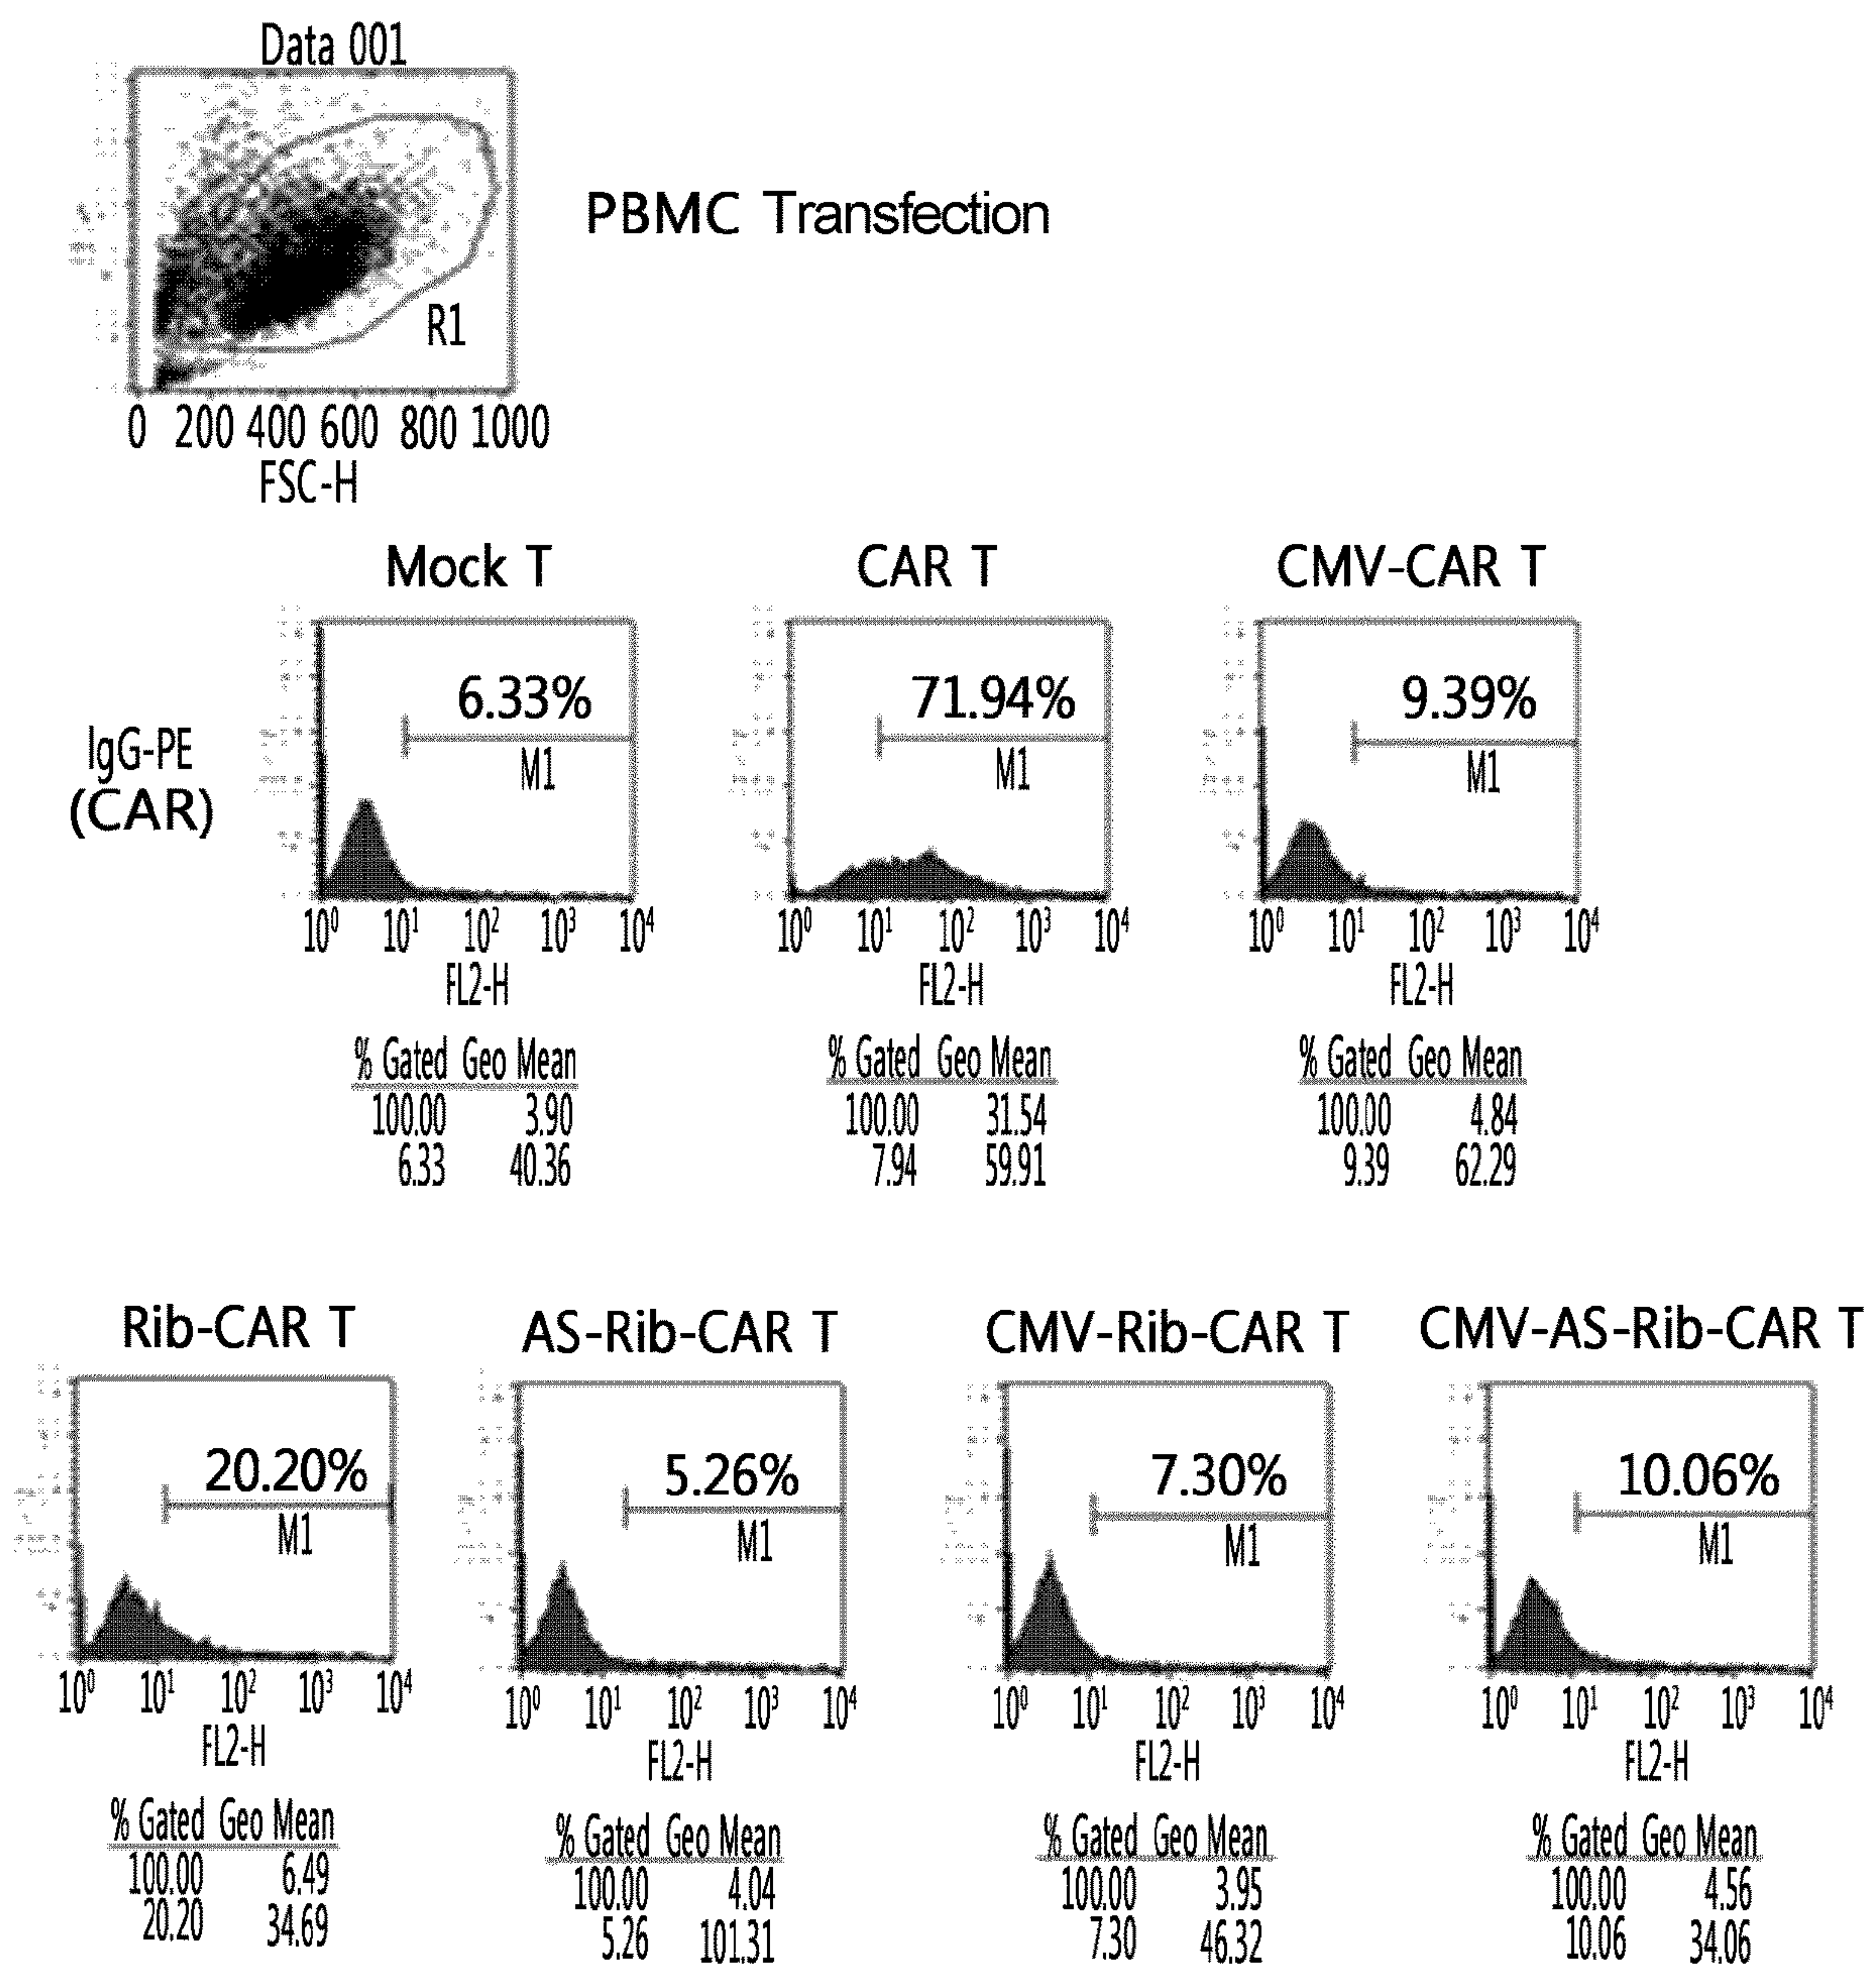 Data 001
R1
0 200 400 600 800 1000
FSC-H
PBMC Transfection
Mock T CAR T CMV-CAR T
IgG-PE
(CAR)
6.33% 71.94% 9.39%
M1 M1 M1
10⁰ 10¹ 10² 10³ 10⁴ 10⁰ 10¹ 10² 10³ 10⁴ 10⁰ 10¹ 10² 10³ 10⁴
FL2-H FL2-H FL2-H
% Gated Geo Mean % Gated Geo Mean % Gated Geo Mean
100.00 3.90 100.00 31.54 100.00 4.84
6.33 40.36 7.94 59.91 9.39 62.29
Rib-CAR T AS-Rib-CAR T CMV-Rib-CAR T CMV-AS-Rib-CAR T
20.20% 5.26% 7.30% 10.06%
M1 M1 M1 M1
10⁰ 10¹ 10² 10³ 10⁴ 10⁰ 10¹ 10² 10³ 10⁴ 10⁰ 10¹ 10² 10³ 10⁴ 10⁰ 10¹ 10² 10³ 10⁴
FL2-H FL2-H FL2-H FL2-H
% Gated Geo Mean % Gated Geo Mean % Gated Geo Mean % Gated Geo Mean
100.00 6.49 100.00 4.04 100.00 3.95 100.00 4.56
20.20 34.69 5.26 101.31 7.30 46.32 10.06 34.06